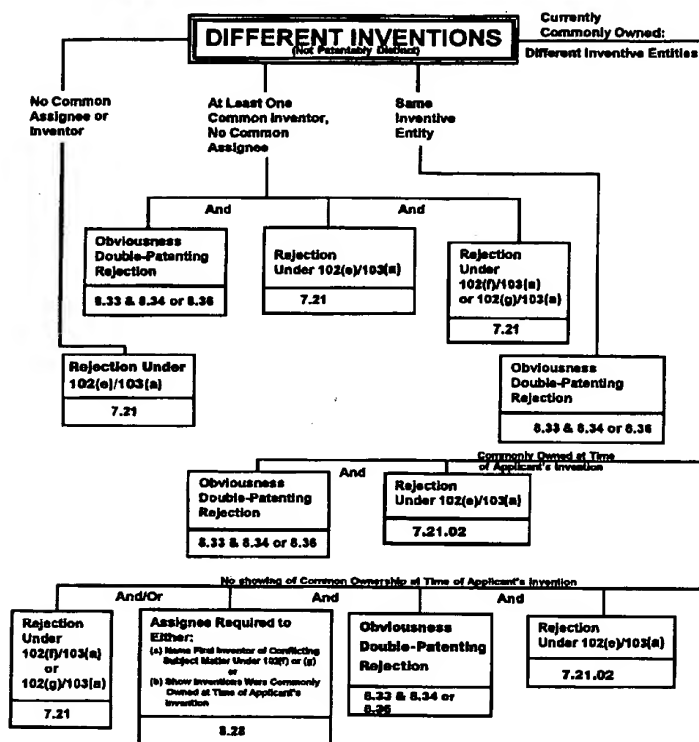 DIFFERENT INVENTIONS
(Not Patentably Distinct)
Currently
Commonly Owned:
Different Inventive Entities
No Common
Assignee or
Inventor
At Least One
Common Inventor,
No Common
Assignee
Same
Inventive
Entity
And
And
Obviousness
Double-Patenting
Rejection
8.33 & 8.34 or 8.36
Rejection
Under 102(e)/103(a)
7.21
Rejection
Under
102(f)/103(a)
or 102(g)/103(a)
7.21
Rejection Under
102(e)/103(a)
7.21
Obviousness
Double-Patenting
Rejection
8.33 & 8.34 or 8.36
Commonly Owned at Time
of Applicant's Invention
And
Obviousness
Double-Patenting
Rejection
8.33 & 8.34 or 8.36
Rejection
Under 102(e)/103(a)
7.21.02
No showing of Common Ownership at Time of Applicant's Invention
And/Or
And
And
Rejection
Under
102(f)/103(a)
or
102(g)/103(a)
7.21
Assignee Required to
Either:
(a) Name First Inventor of Conflicting
Subject Matter Under 102(f) or (g)
or
(b) Show Inventions Were Commonly
Owned at Time of Applicant's
Invention
8.28
Obviousness
Double-Patenting
Rejection
8.33 & 8.34 or
8.36
Rejection
Under 102(e)/103(a)
7.21.02